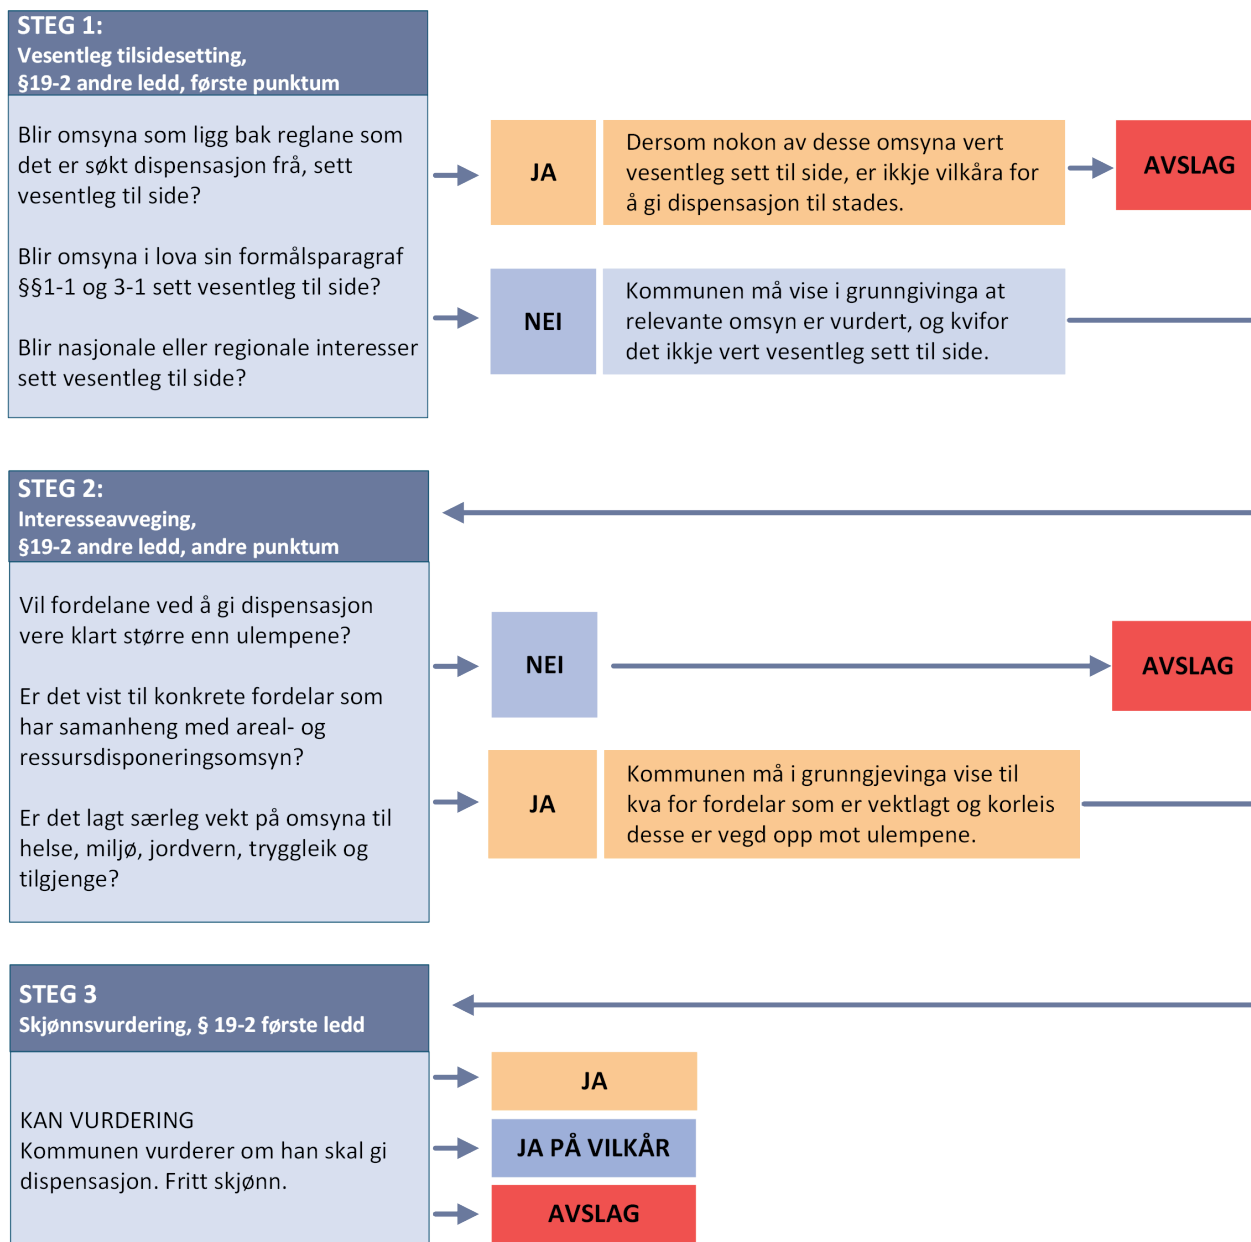 STEG 1:
Vesentleg tilsidesetting,
§19-2 andre ledd, første punktum
Blir omsyna som ligg bak reglane som
det er søkt dispensasjon frå, sett
vesentleg til side?
Blir omsyna i lova sin formålsparagraf
§§1-1 og 3-1 sett vesentleg til side?
Blir nasjonale eller regionale interesser
sett vesentleg til side?
JA
Dersom nokon av desse omsyna vert
vesentleg sett til side, er ikkje vilkåra for
å gi dispensasjon til stades.
AVSLAG
NEI
Kommunen må vise i grunngivinga at
relevante omsyn er vurdert, og kvifor
det ikkje vert vesentleg sett til side.
STEG 2:
Interesseavveging,
§19-2 andre ledd, andre punktum
Vil fordelane ved å gi dispensasjon
vere klart større enn ulempene?
Er det vist til konkrete fordelar som
har samanheng med areal- og
ressursdisponeringsomsyn?
Er det lagt særleg vekt på omsyna til
helse, miljø, jordvern, tryggleik og
tilgjenge?
NEI
AVSLAG
JA
Kommunen må i grunngjevinga vise til
kva for fordelar som er vektlagt og korleis
desse er vegd opp mot ulempene.
STEG 3
Skjønnsvurdering, § 19-2 første ledd
KAN VURDERING
Kommunen vurderer om han skal gi
dispensasjon. Fritt skjønn.
JA
JA PÅ VILKÅR
AVSLAG